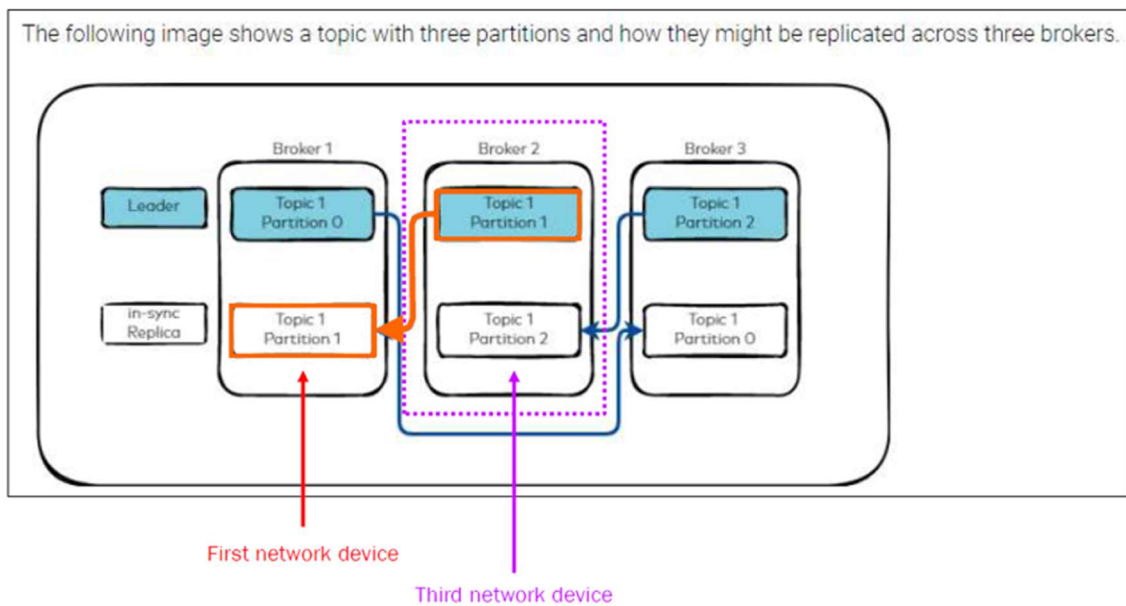 The following image shows a topic with three partitions and how they might be replicated across three brokers.
Broker 1
Broker 2
Broker 3
Leader
Topic 1
Partition 0
Topic 1
Partition 1
Topic 1
Partition 2
in-sync
Replica
Topic 1
Partition 1
Topic 1
Partition 2
Topic 1
Partition 0
First network device
Third network device